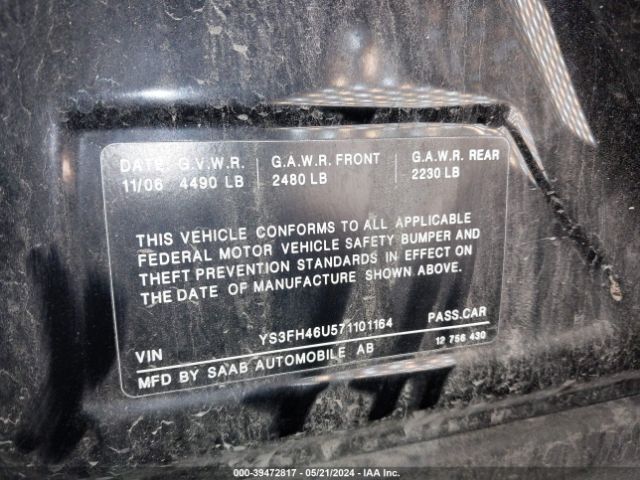 DATE G.V.W.R. G.A.W.R. FRONT G.A.W.R. REAR
11/06 4490 LB 2480 LB 2230 LB
THIS VEHICLE CONFORMS TO ALL APPLICABLE
FEDERAL MOTOR VEHICLE SAFETY BUMPER AND
THEFT PREVENTION STANDARDS IN EFFECT ON
THE DATE OF MANUFACTURE SHOWN ABOVE.
VIN YS3FH46U571101164 PASS.CAR
MFD BY SAAB AUTOMOBILE AB 12 756 430
000-39472817 - 05/21/2024 - IAA Inc.